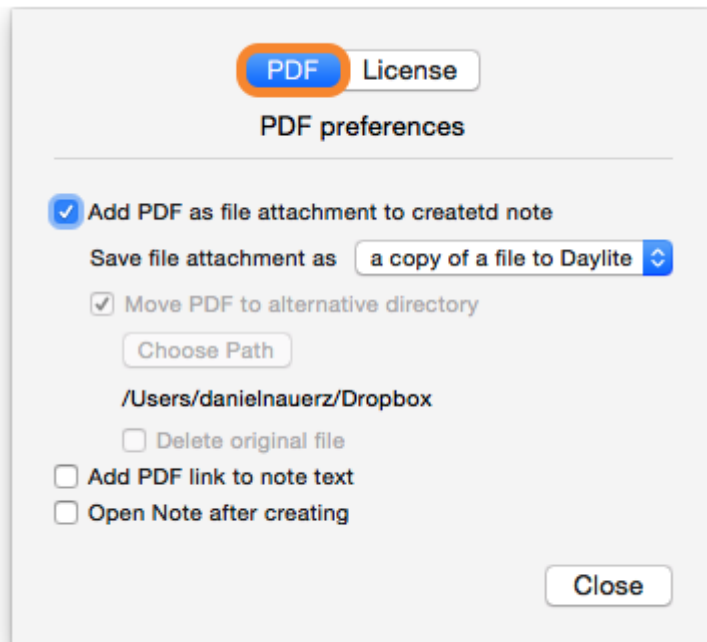 PDF License
PDF preferences
Add PDF as file attachment to createtd note
Save file attachment as a copy of a file to Daylite
Move PDF to alternative directory
Choose Path
/Users/danielnauerz/Dropbox
Delete original file
Add PDF link to note text
Open Note after creating
Close